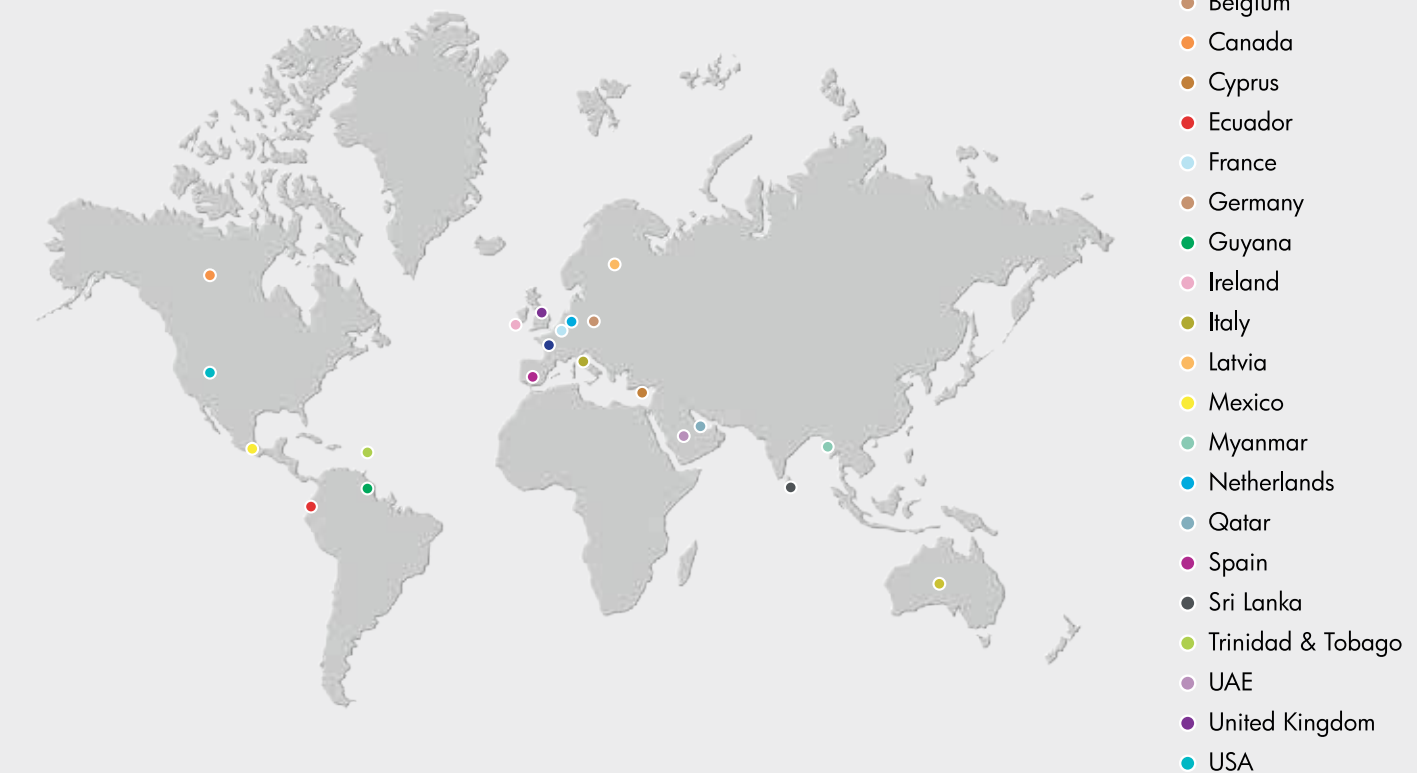 Belgium
Canada
Cyprus
Ecuador
France
Germany
Guyana
Ireland
Italy
Latvia
Mexico
Myanmar
Netherlands
Qatar
Spain
Sri Lanka
Trinidad & Tobago
UAE
United Kingdom
USA